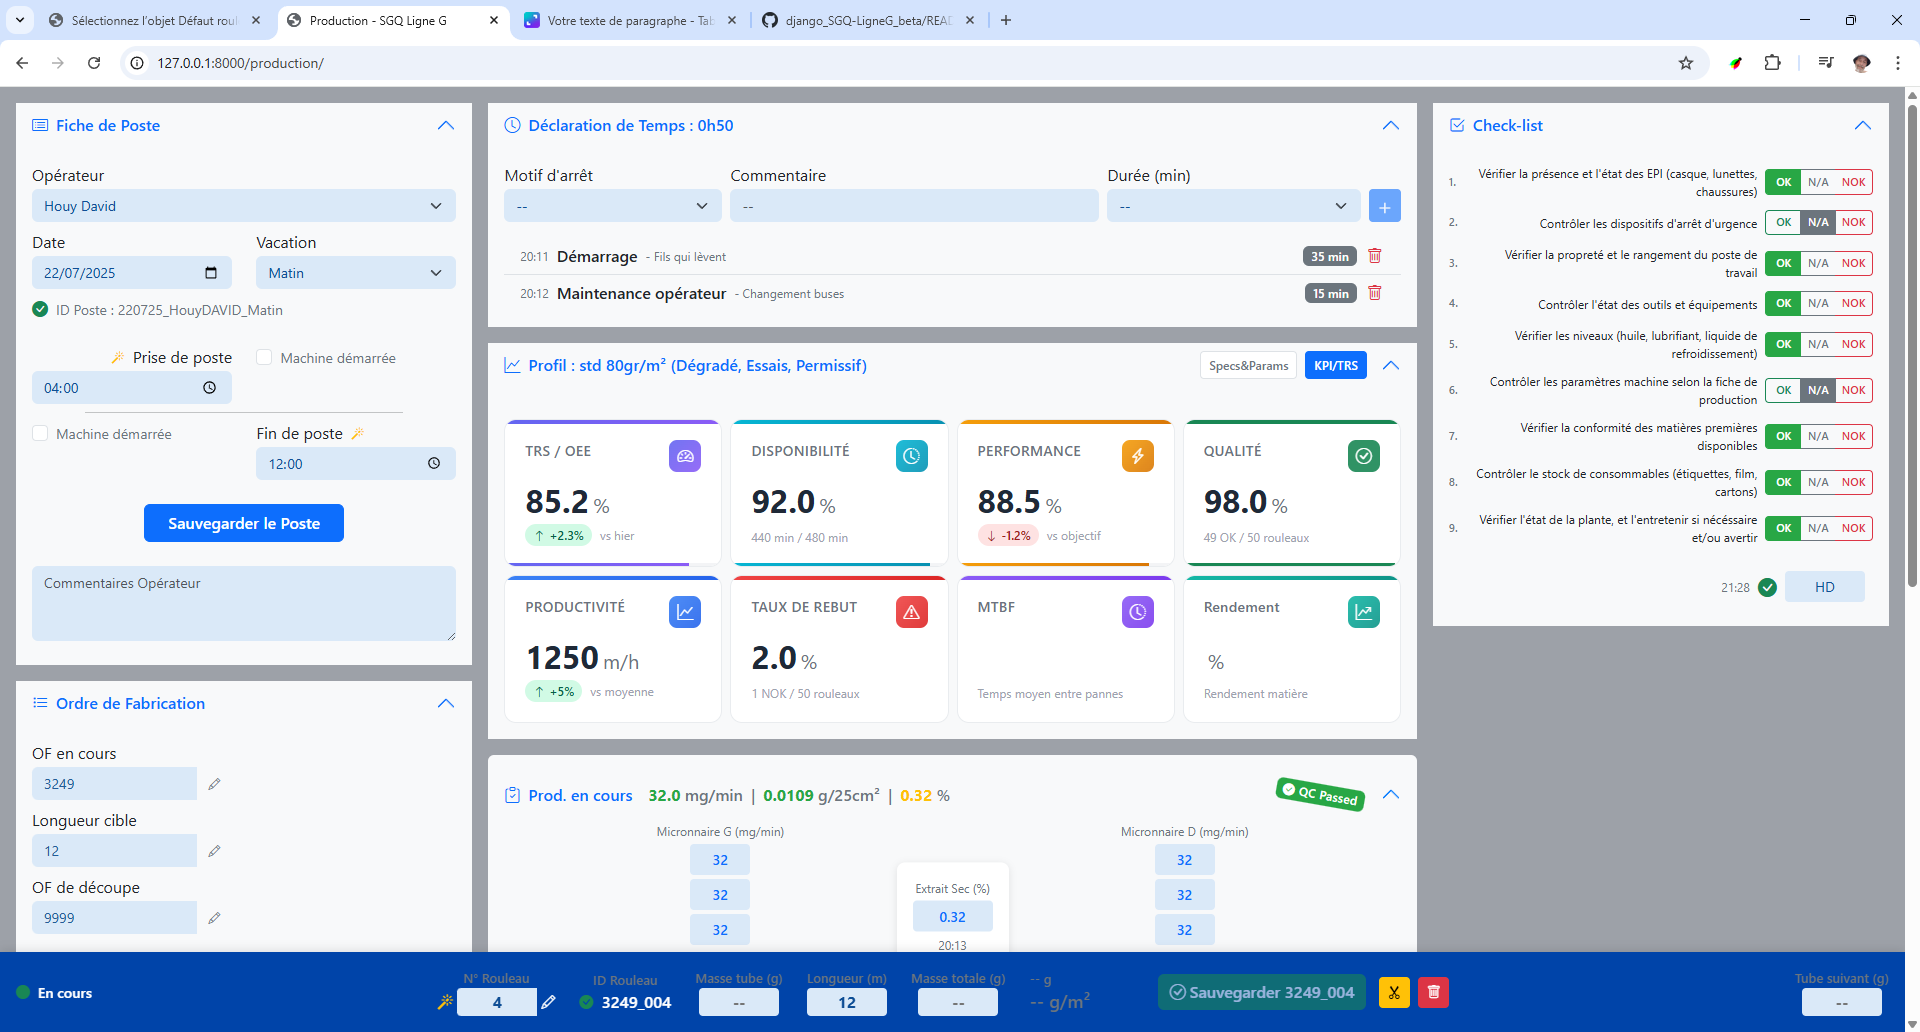 Sélectionnez l'objet Défaut roul
Production - SGQ Ligne G
Votre texte de paragraphe - Tab
django_SGQ-LigneG_beta/READ
127.0.0.1:8000/production/
Fiche de Poste
Opérateur
Houy David
Date
Vacation
22/07/2025
Matin
ID Poste : 220725_HouyDAVID_Matin
Prise de poste
Machine démarrée
04:00
Machine démarrée
Fin de poste
12:00
Sauvegarder le Poste
Commentaires Opérateur
Ordre de Fabrication
OF en cours
3249
Longueur cible
12
OF de découpe
9999
Déclaration de Temps : 0h50
Motif d'arrêt
Commentaire
Durée (min)
--
--
--
+
20:11 Démarrage - Fils qui lèvent 35 min
20:12 Maintenance opérateur - Changement buses 15 min
Profil : std 80gr/m² (Dégradé, Essais, Permissif)
Specs&Params
KPI/TRS
TRS / OEE
85.2 %
↑ +2.3% vs hier
DISPONIBILITÉ
92.0 %
440 min / 480 min
PERFORMANCE
88.5 %
↓ -1.2% vs objectif
QUALITÉ
98.0 %
49 OK / 50 rouleaux
PRODUCTIVITÉ
1250 m/h
↑ +5% vs moyenne
TAUX DE REBUT
2.0 %
1 NOK / 50 rouleaux
MTBF
Temps moyen entre pannes
Rendement
%
Rendement matière
Prod. en cours 32.0 mg/min | 0.0109 g/25cm² | 0.32 %
QC Passed
Micronnaire G (mg/min)
32
32
32
Extrait Sec (%)
0.32
20:13
Micronnaire D (mg/min)
32
32
32
Check-list
1. Vérifier la présence et l'état des EPI (casque, lunettes,
chaussures)
OK N/A NOK
2. Contrôler les dispositifs d'arrêt d'urgence
OK N/A NOK
3. Vérifier la propreté et le rangement du poste de
travail
OK N/A NOK
4. Contrôler l'état des outils et équipements
OK N/A NOK
5. Vérifier les niveaux (huile, lubrifiant, liquide de
refroidissement)
OK N/A NOK
6. Contrôler les paramètres machine selon la fiche de
production
OK N/A NOK
7. Vérifier la conformité des matières premières
disponibles
OK N/A NOK
8. Contrôler le stock de consommables (étiquettes, film,
cartons)
OK N/A NOK
9. Vérifier l'état de la plante, et l'entretenir si nécéssaire
et/ou avertir
OK N/A NOK
21:28 HD
En cours
N° Rouleau
4
ID Rouleau
3249_004
Masse tube (g)
--
Longueur (m)
12
Masse totale (g)
--
-- g
-- g/m²
Sauvegarder 3249_004
Tube suivant (g)
--